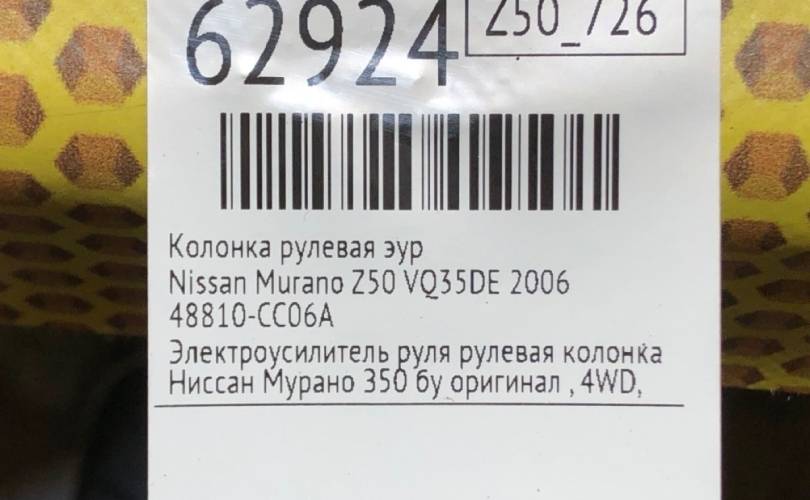 62924
Z50_726
Колонка рулевая эур
Nissan Murano Z50 VQ35DE 2006
48810-CC06A
Электроусилитель руля рулевая колонка
Ниссан Мурано 350 бу оригинал , 4WD,